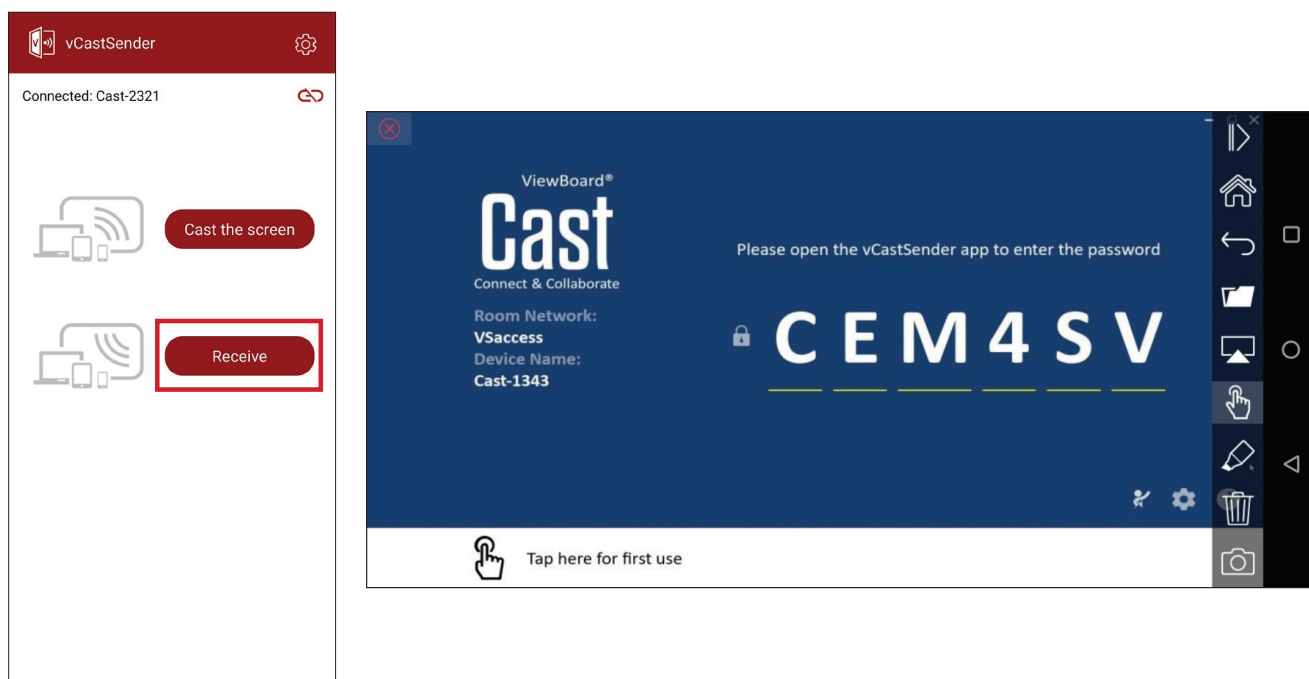 vCastSender
Connected: Cast-2321
Cast the screen
Receive
ViewBoard®
Cast
Connect & Collaborate
Room Network:
VSaccess
Device Name:
Cast-1343
Please open the vCastSender app to enter the password
C E M 4 S V
Tap here for first use